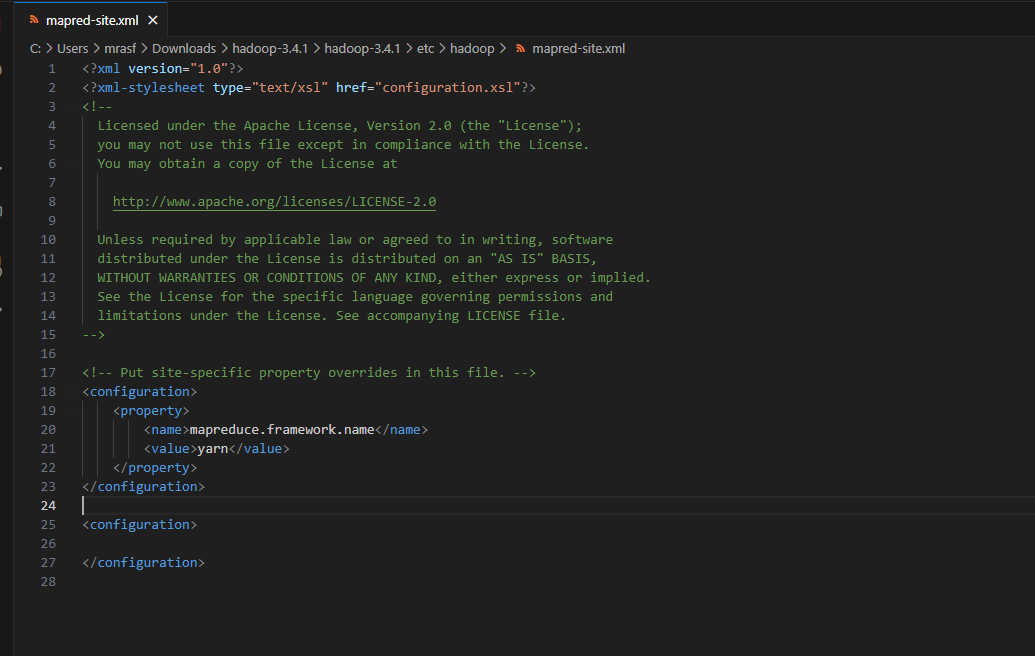 mapred-site.xml
C: > Users > mrasf > Downloads > hadoop-3.4.1 > hadoop-3.4.1 > etc > hadoop > mapred-site.xml
1 <?xml version="1.0"?>
2 <?xml-stylesheet type="text/xsl" href="configuration.xsl"?>
3 <!--
4   Licensed under the Apache License, Version 2.0 (the "License");
5   you may not use this file except in compliance with the License.
6   You may obtain a copy of the License at
7
8     http://www.apache.org/licenses/LICENSE-2.0
9
10   Unless required by applicable law or agreed to in writing, software
11   distributed under the License is distributed on an "AS IS" BASIS,
12   WITHOUT WARRANTIES OR CONDITIONS OF ANY KIND, either express or implied.
13   See the License for the specific language governing permissions and
14   limitations under the License. See accompanying LICENSE file.
15 -->
16
17 <!-- Put site-specific property overrides in this file. -->
18 <configuration>
19     <property>
20         <name>mapreduce.framework.name</name>
21         <value>yarn</value>
22     </property>
23 </configuration>
24
25 <configuration>
26
27 </configuration>
28